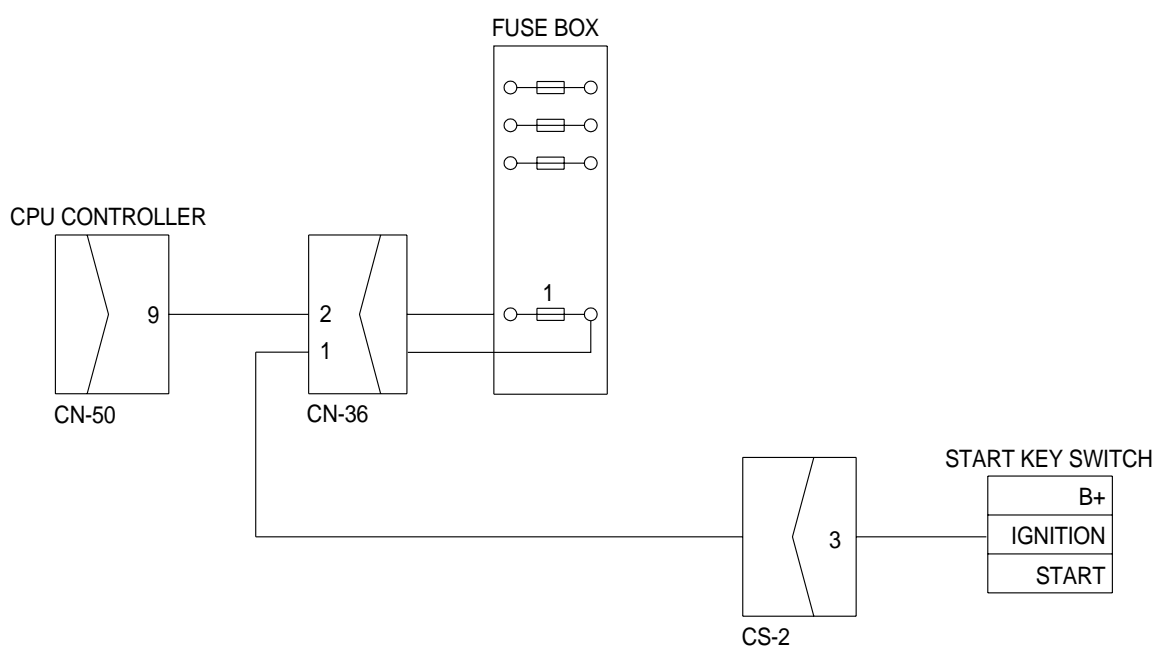 FUSE BOX
CPU CONTROLLER
1
9
2
1
CN-50
CN-36
START KEY SWITCH
B+
3
IGNITION
START
CS-2